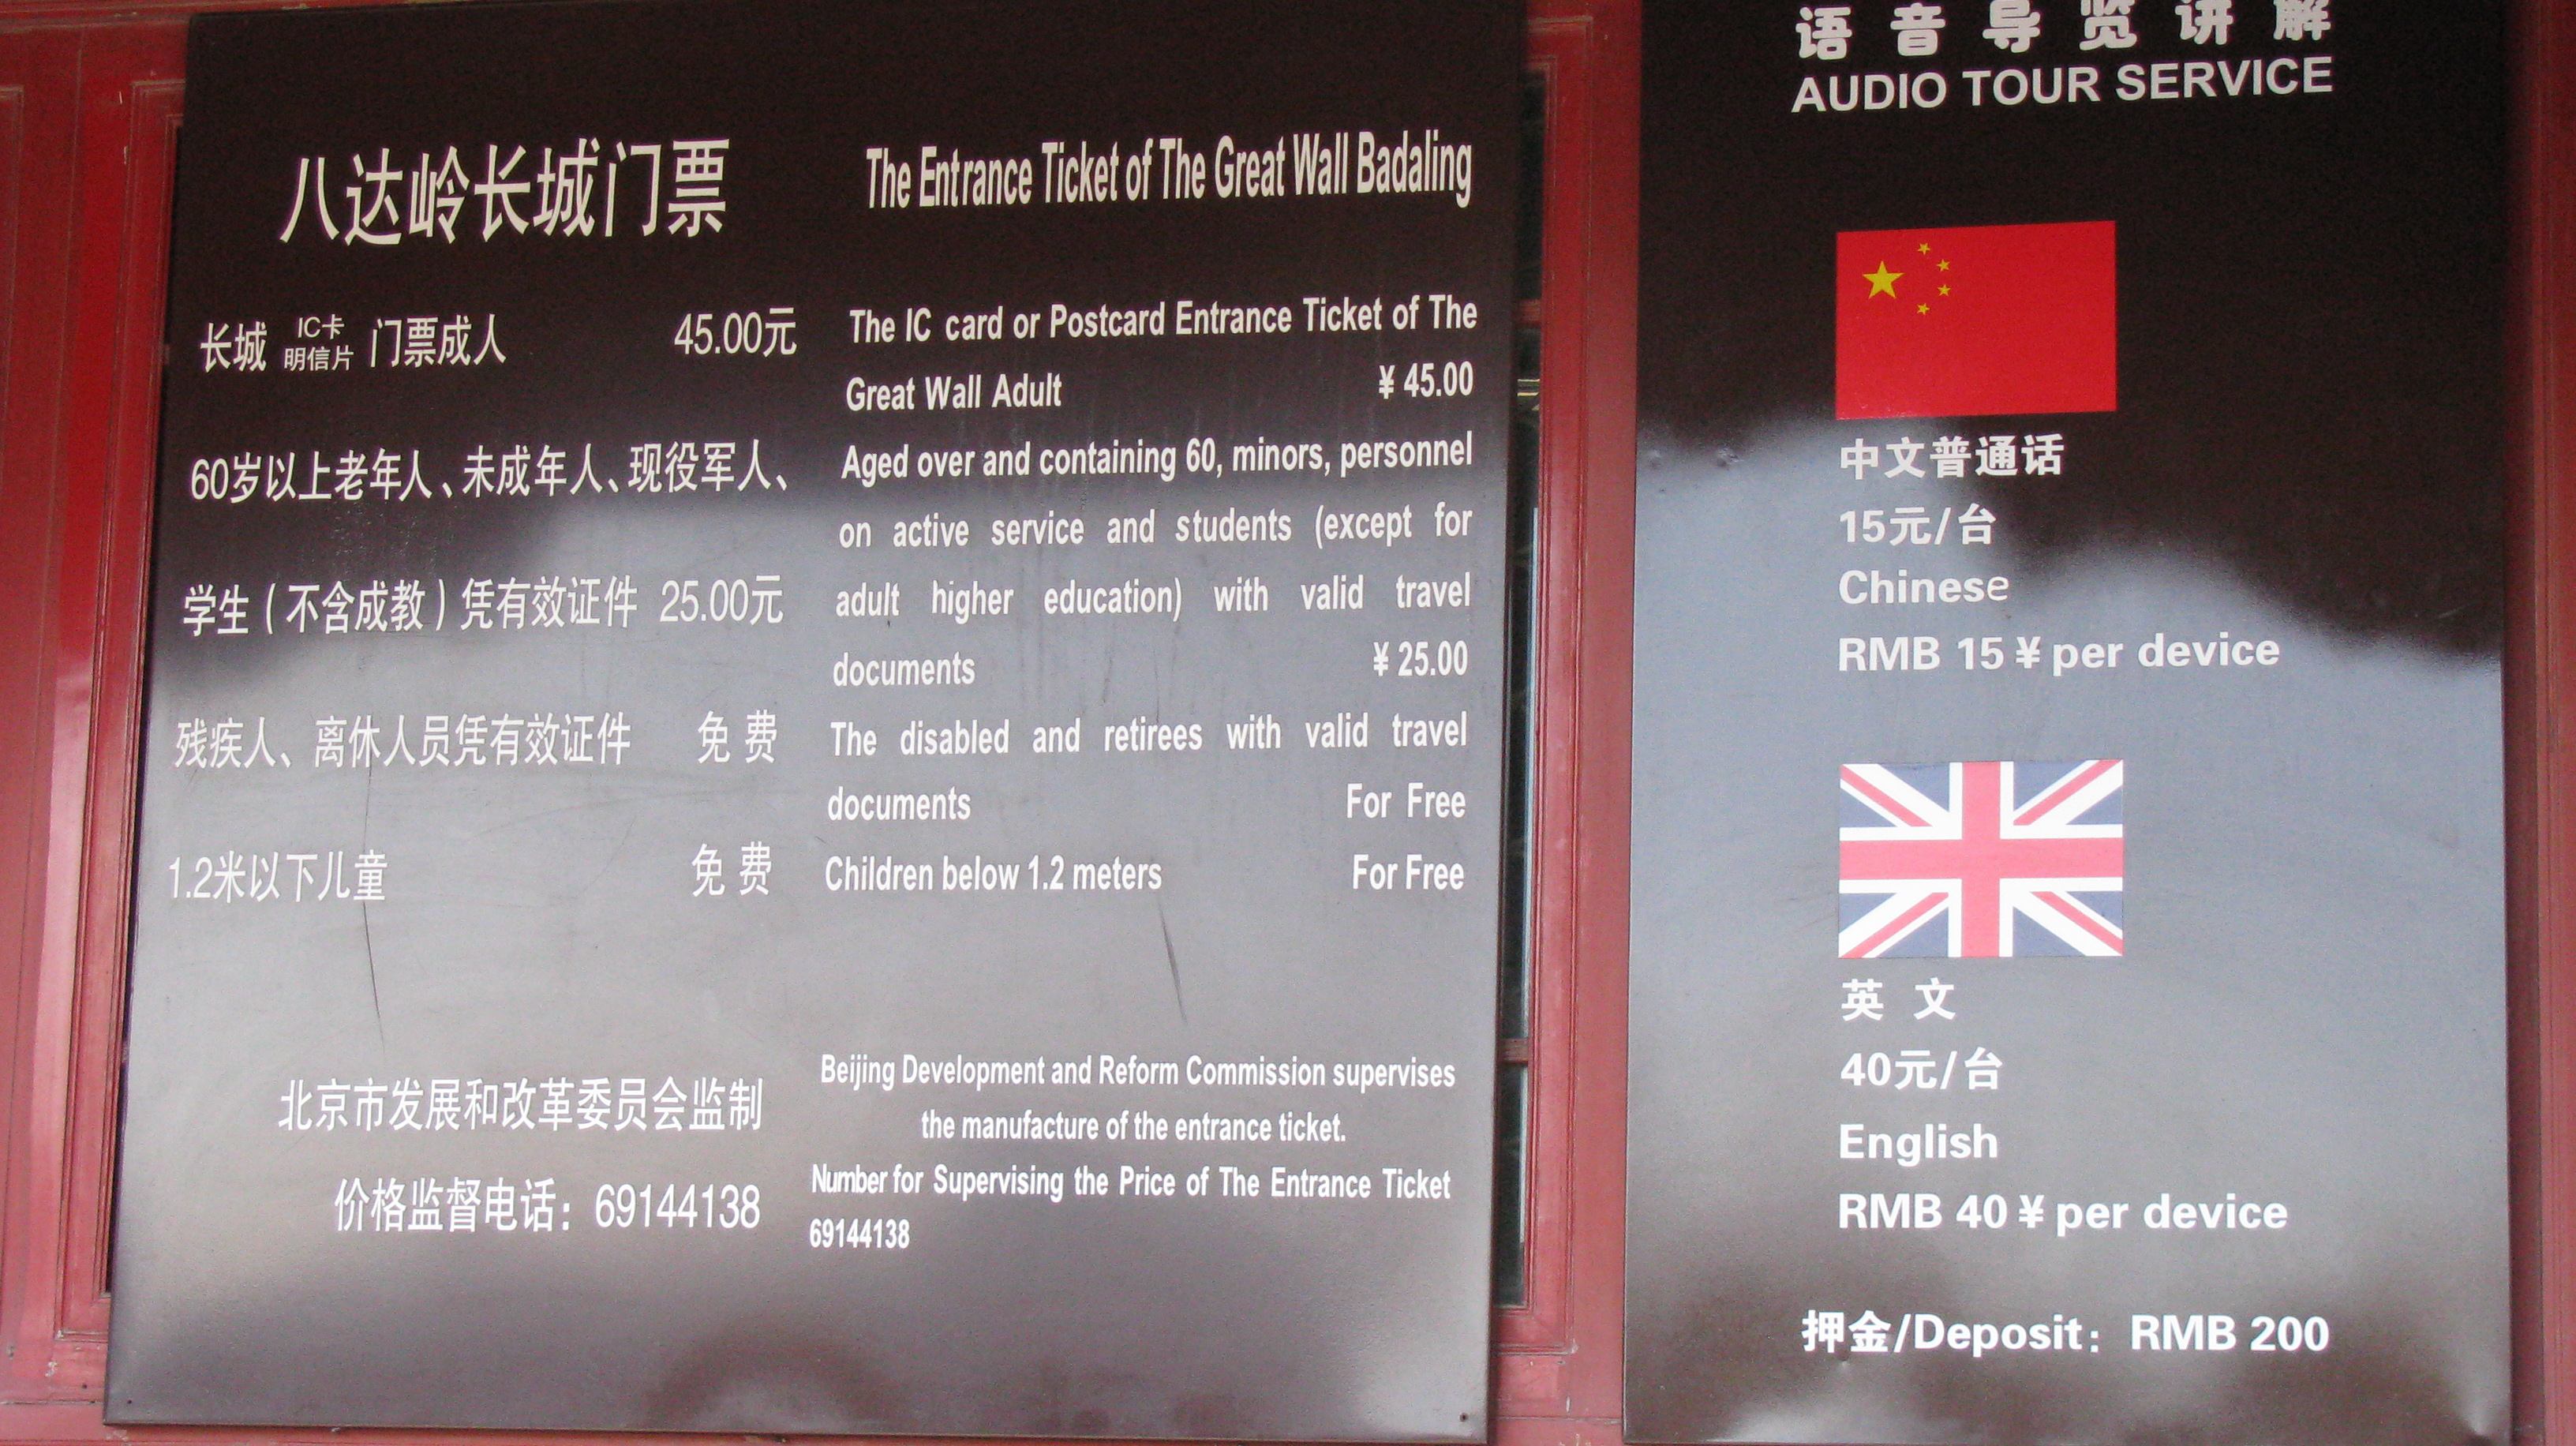 八达岭长城门票
长城 IC卡 明信片 门票成人 45.00元
60岁以上老年人、未成年人、现役军人、
学生(不含成教)凭有效证件 25.00元
残疾人、离休人员凭有效证件 免费
1.2米以下儿童 免费
北京市发展和改革委员会监制
价格监督电话：69144138
The Entrance Ticket of The Great Wall Badaling
The IC card or Postcard Entrance Ticket of The
Great Wall Adult ¥ 45.00
Aged over and containing 60, minors, personnel
on active service and students (except for
adult higher education) with valid travel
documents ¥ 25.00
The disabled and retirees with valid travel
documents For Free
Children below 1.2 meters For Free
Beijing Development and Reform Commission supervises
the manufacture of the entrance ticket.
Number for Supervising the Price of The Entrance Ticket
69144138
语音导览讲解
AUDIO TOUR SERVICE
中文普通话
15元/台
Chinese
RMB 15 ¥ per device
英文
40元/台
English
RMB 40 ¥ per device
押金/Deposit：RMB 200